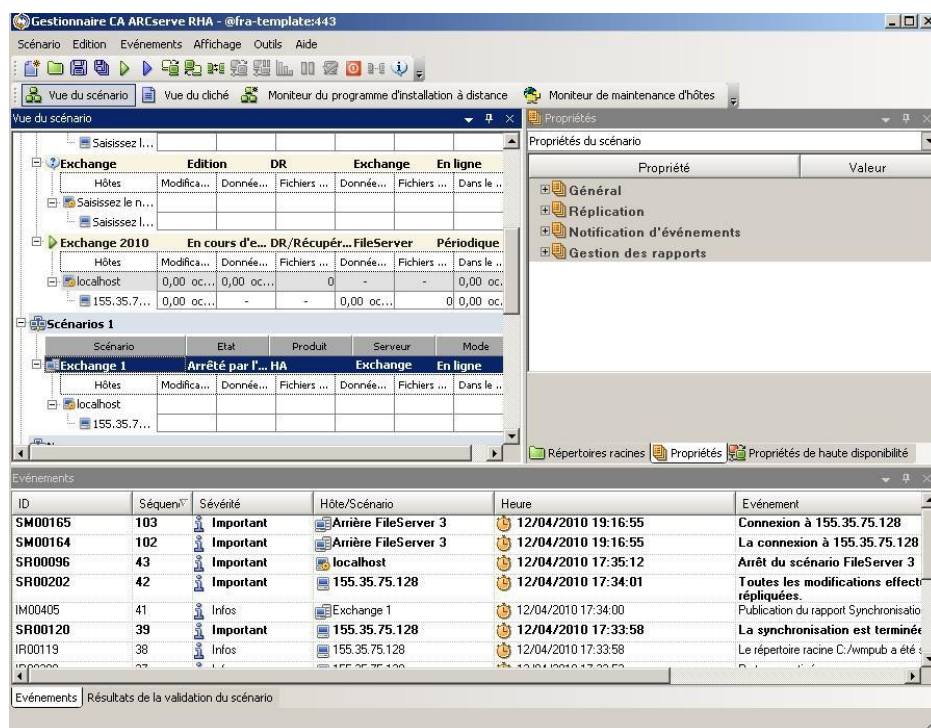 Gestionnaire CA ARCserve RHA - @fra-template:443
Scénario Edition Evénements Affichage Outils Aide
Vue du scénario Vue du cliché Moniteur du programme d'installation à distance Moniteur de maintenance d'hôtes
Vue du scénario
Saisissez l...
Exchange Edition DR Exchange En ligne
Hôtes Modifica... Donnée... Fichiers ... Donnée... Fichiers ... Dans le ..
Saisissez le n...
Saisissez l...
Exchange 2010 En cours d'e... DR/Récupér... FileServer Périodique
Hôtes Modifica... Donnée... Fichiers ... Donnée... Fichiers ... Dans le ..
localhost 0,00 oc... 0,00 oc... 0 - - 0,00 oc.
155.35.7... 0,00 oc... - - 0,00 oc... 0 0,00 oc.
Scénarios 1
Scénario Etat Produit Serveur Mode
Exchange 1 Arrêté par l'... HA Exchange En ligne
Hôtes Modifica... Donnée... Fichiers ... Donnée... Fichiers ... Dans le ..
localhost
155.35.7...
Propriétés
Propriétés du scénario
Propriété Valeur
Général
Réplication
Notification d'événements
Gestion des rapports
Répertoires racines Propriétés Propriétés de haute disponibilité
Evénements
ID Séquen Sévérité Hôte/Scénario Heure Evénement
SM00165 103 Important Arrière FileServer 3 12/04/2010 19:16:55 Connexion à 155.35.75.128
SM00164 102 Important Arrière FileServer 3 12/04/2010 19:16:55 La connexion à 155.35.75.128
SR00096 43 Important localhost 12/04/2010 17:35:12 Arrêt du scénario FileServer 3
SR00202 42 Important 155.35.75.128 12/04/2010 17:34:01 Toutes les modifications effect
répliquées.
IM00405 41 Infos Exchange 1 12/04/2010 17:34:00 Publication du rapport Synchronisatio
SR00120 39 Important 155.35.75.128 12/04/2010 17:33:58 La synchronisation est terminée
IR00119 38 Infos 155.35.75.128 12/04/2010 17:33:58 Le répertoire racine C:/wmpub a été s
Evénements Résultats de la validation du scénario